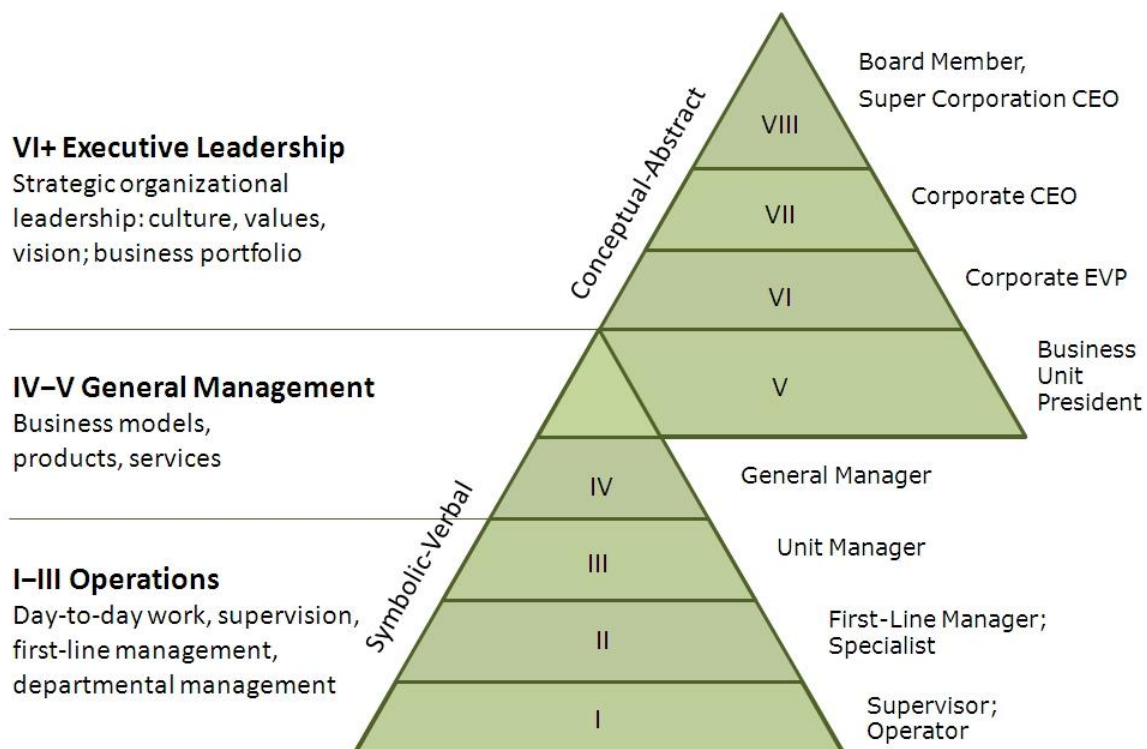 VI+ Executive Leadership
Strategic organizational
leadership: culture, values,
vision; business portfolio
IV–V General Management
Business models,
products, services
I–III Operations
Day-to-day work, supervision,
first-line management,
departmental management
Conceptual-Abstract
Symbolic-Verbal
VIII
VII
VI
V
IV
III
II
I
Board Member,
Super Corporation CEO
Corporate CEO
Corporate EVP
Business
Unit
President
General Manager
Unit Manager
First-Line Manager;
Specialist
Supervisor;
Operator